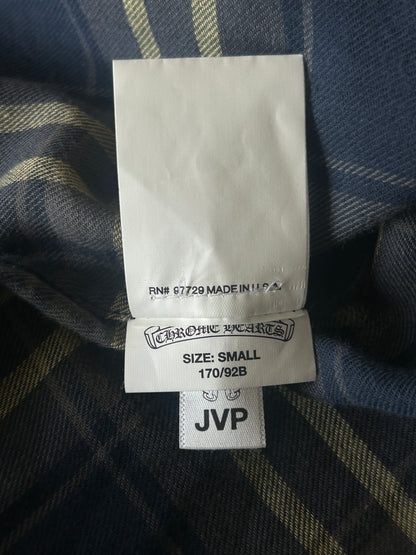 RN# 97729 MADE IN U.S.A.
CHROME HEARTS
SIZE: SMALL
170/92B
JVP